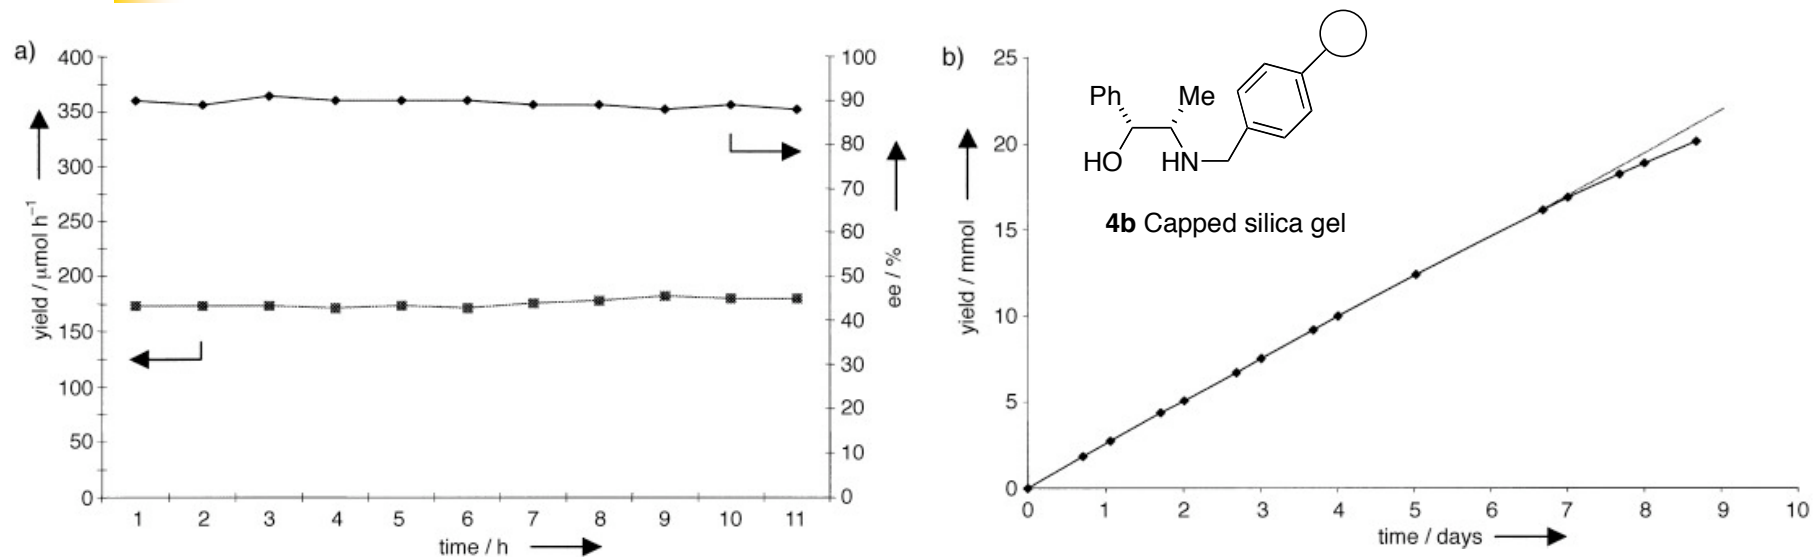 a)
400
350
300
250
200
150
100
50
0
yield / μmol h⁻¹
100
90
80
70
60
50
40
30
20
10
0
ee / %
1 2 3 4 5 6 7 8 9 10 11
time / h
b)
25
20
15
10
5
0
yield / mmol
Ph
Me
HO
HN
4b Capped silica gel
0 1 2 3 4 5 6 7 8 9 10
time / days